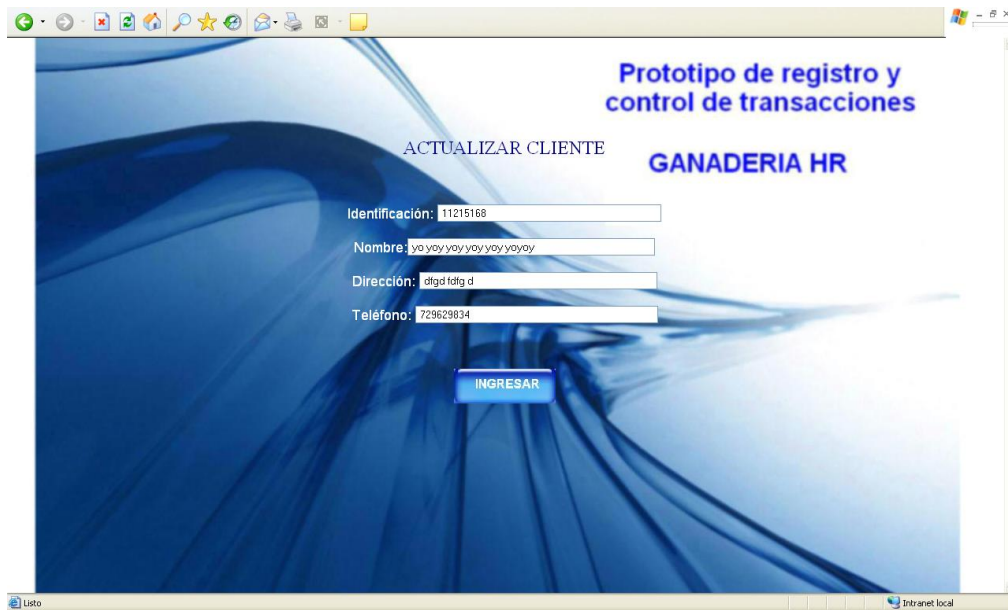 Prototipo de registro y
control de transacciones
ACTUALIZAR CLIENTE
GANADERIA HR
Identificación: 11215168
Nombre: yo yoy yoy yoy yoy yoyoy
Dirección: dfgd fdfg d
Teléfono: 729629834
INGRESAR
Listo
Intranet local